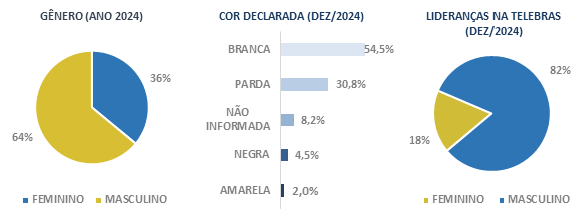 GÊNERO (ANO 2024)
36%
64%
FEMININO MASCULINO
COR DECLARADA (DEZ/2024)
BRANCA 54,5%
PARDA 30,8%
NÃO
INFORMADA 8,2%
NEGRA 4,5%
AMARELA 2,0%
LIDERANÇAS NA TELEBRAS
(DEZ/2024)
82%
18%
FEMININO MASCULINO